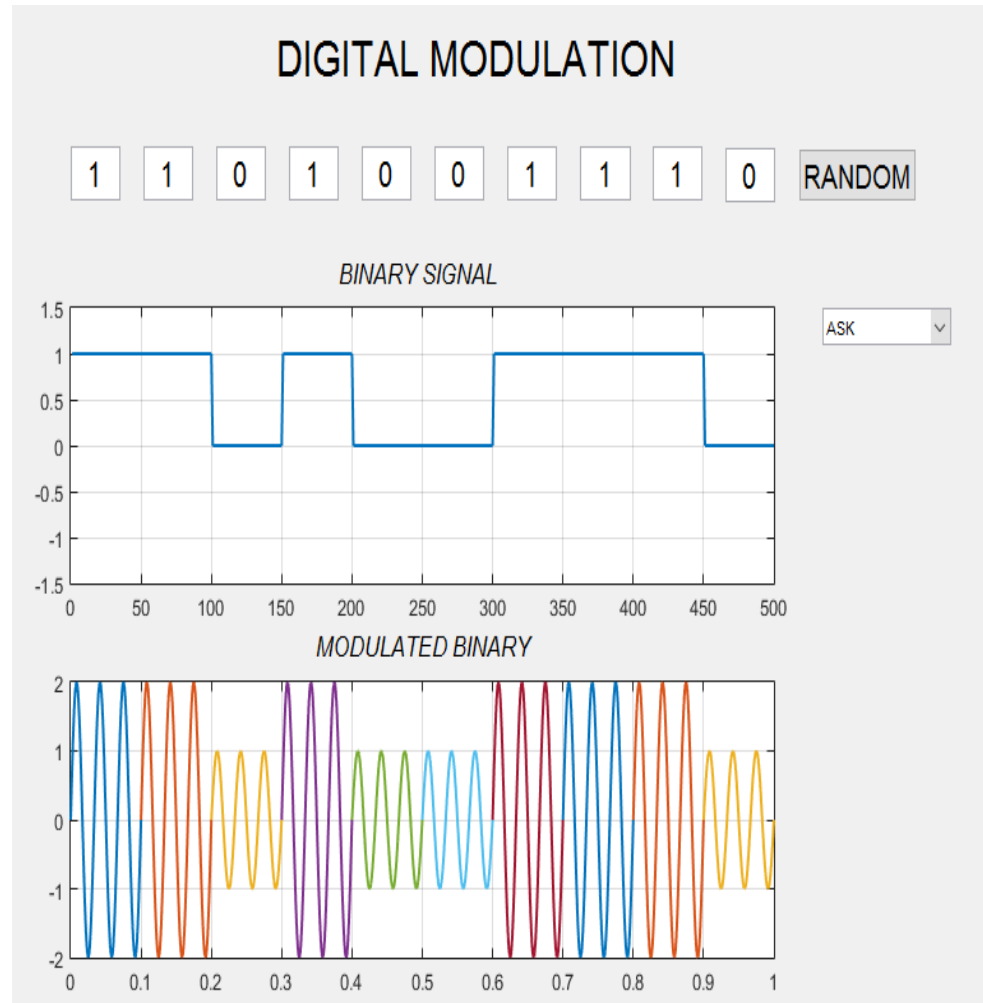 DIGITAL MODULATION
1 1 0 1 0 0 1 1 1 0 RANDOM
BINARY SIGNAL
ASK
1.5
1
0.5
0
-0.5
-1
-1.5
0 50 100 150 200 250 300 350 400 450 500
MODULATED BINARY
2
1
0
-1
-2
0 0.1 0.2 0.3 0.4 0.5 0.6 0.7 0.8 0.9 1